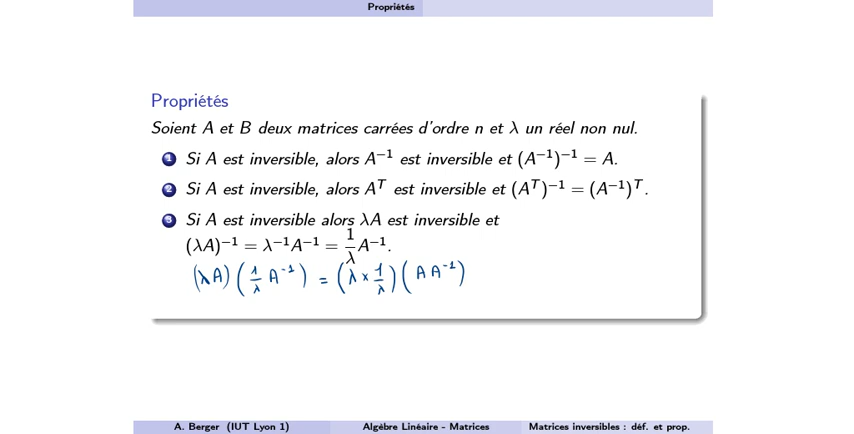 Propriétés
Propriétés
Soient A et B deux matrices carrées d'ordre n et λ un réel non nul.
1 Si A est inversible, alors A⁻¹ est inversible et (A⁻¹)⁻¹ = A.
2 Si A est inversible, alors Aᵀ est inversible et (Aᵀ)⁻¹ = (A⁻¹)ᵀ.
3 Si A est inversible alors λA est inversible et
(λA)⁻¹ = λ⁻¹A⁻¹ = 1/λ A⁻¹.
(λA)(1/λ A⁻¹) = (λ × 1/λ)(A A⁻¹)
A. Berger (IUT Lyon 1) Algèbre Linéaire - Matrices Matrices inversibles : déf. et prop.